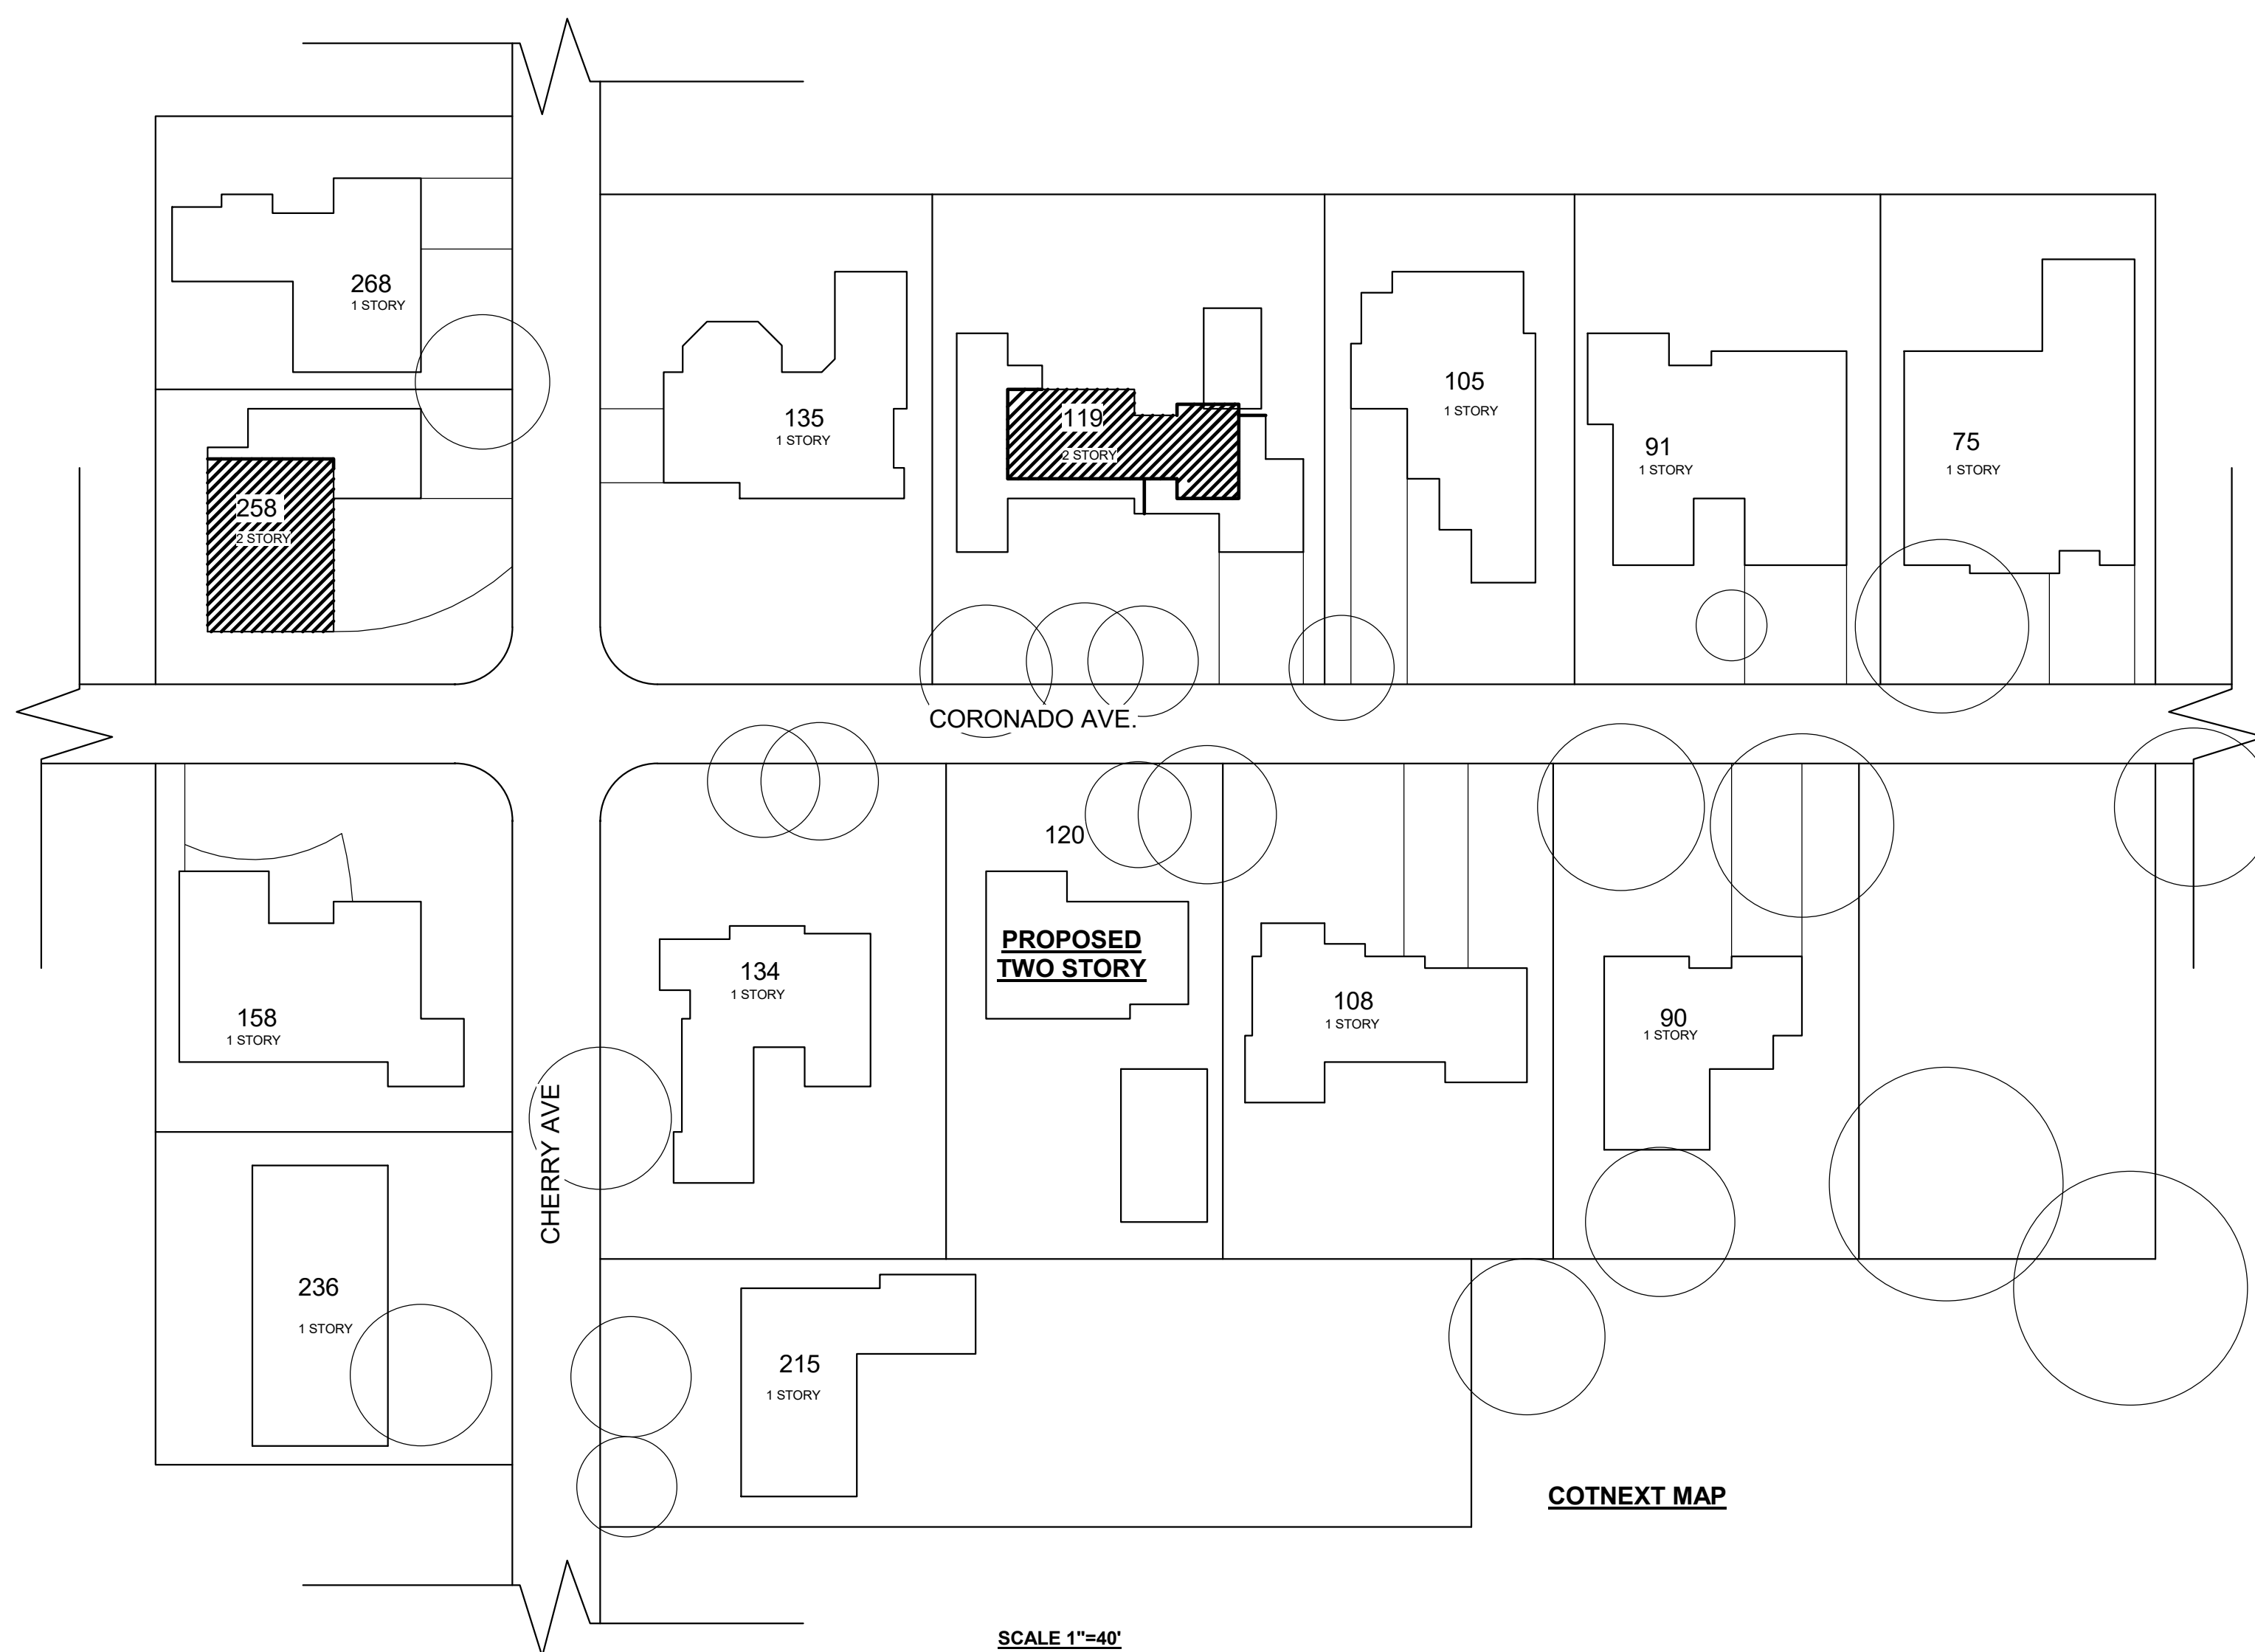 268
1 STORY
258
2 STORY
135
1 STORY
119
2 STORY
105
1 STORY
91
1 STORY
75
1 STORY
CORONADO AVE.
120
PROPOSED
TWO STORY
134
1 STORY
158
1 STORY
108
1 STORY
90
1 STORY
CHERRY AVE
236
1 STORY
215
1 STORY
COTNEXT MAP
SCALE 1"=40'